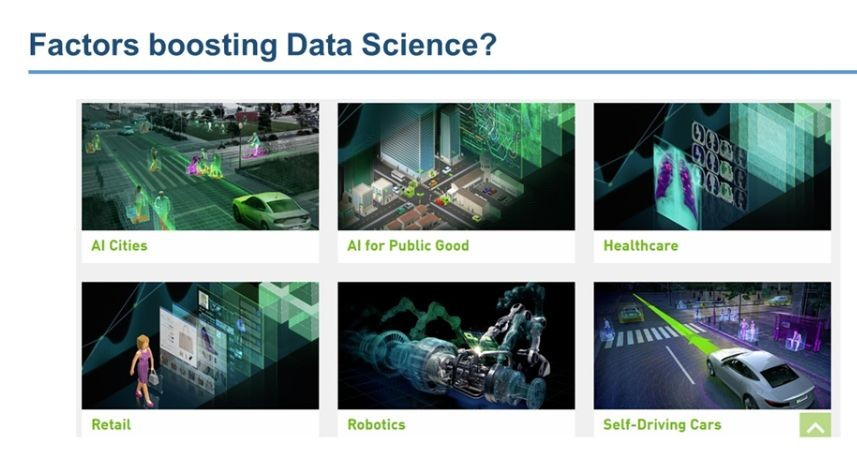 Factors boosting Data Science?
AI Cities
AI for Public Good
Healthcare
Retail
Robotics
Self-Driving Cars